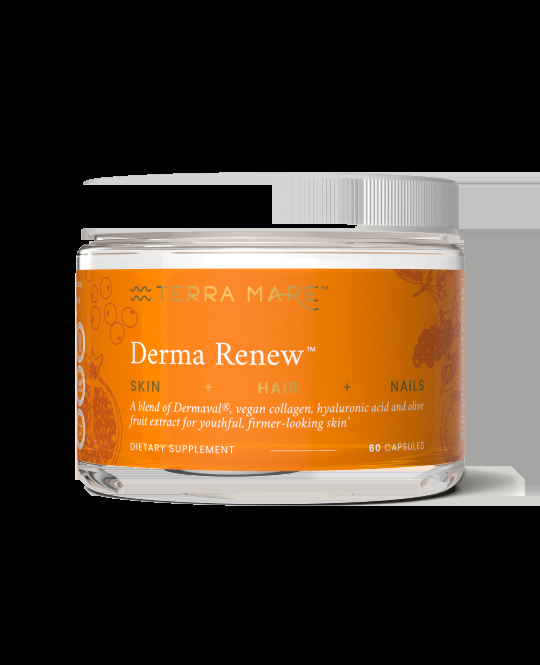 TERRA MARE™
Derma Renew™
SKIN + HAIR + NAILS
A blend of Dermaval®, vegan collagen, hyaluronic acid and olive
fruit extract for youthful, firmer-looking skin*
DIETARY SUPPLEMENT 60 CAPSULES